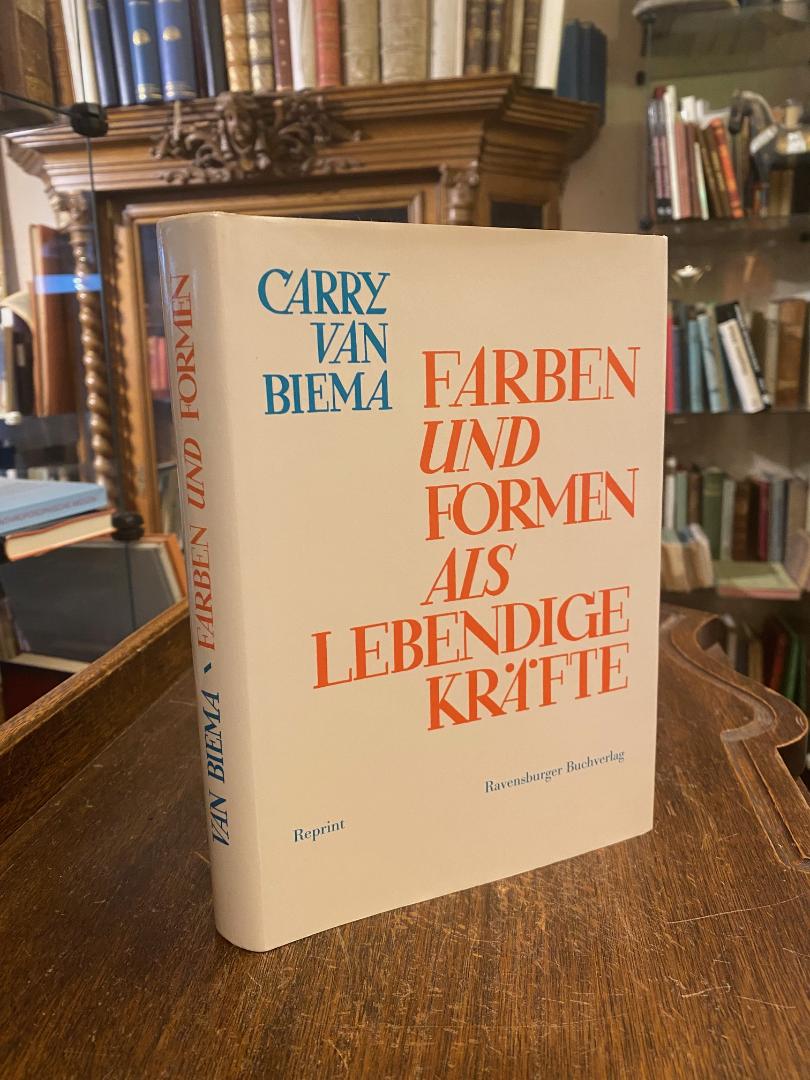 CARRY
VAN
BIEMA
FARBEN
UND
FORMEN
ALS
LEBENDIGE
KRÄFTE
Ravensburger Buchverlag
Reprint
VAN BIEMA \ FARBEN UND FORMEN